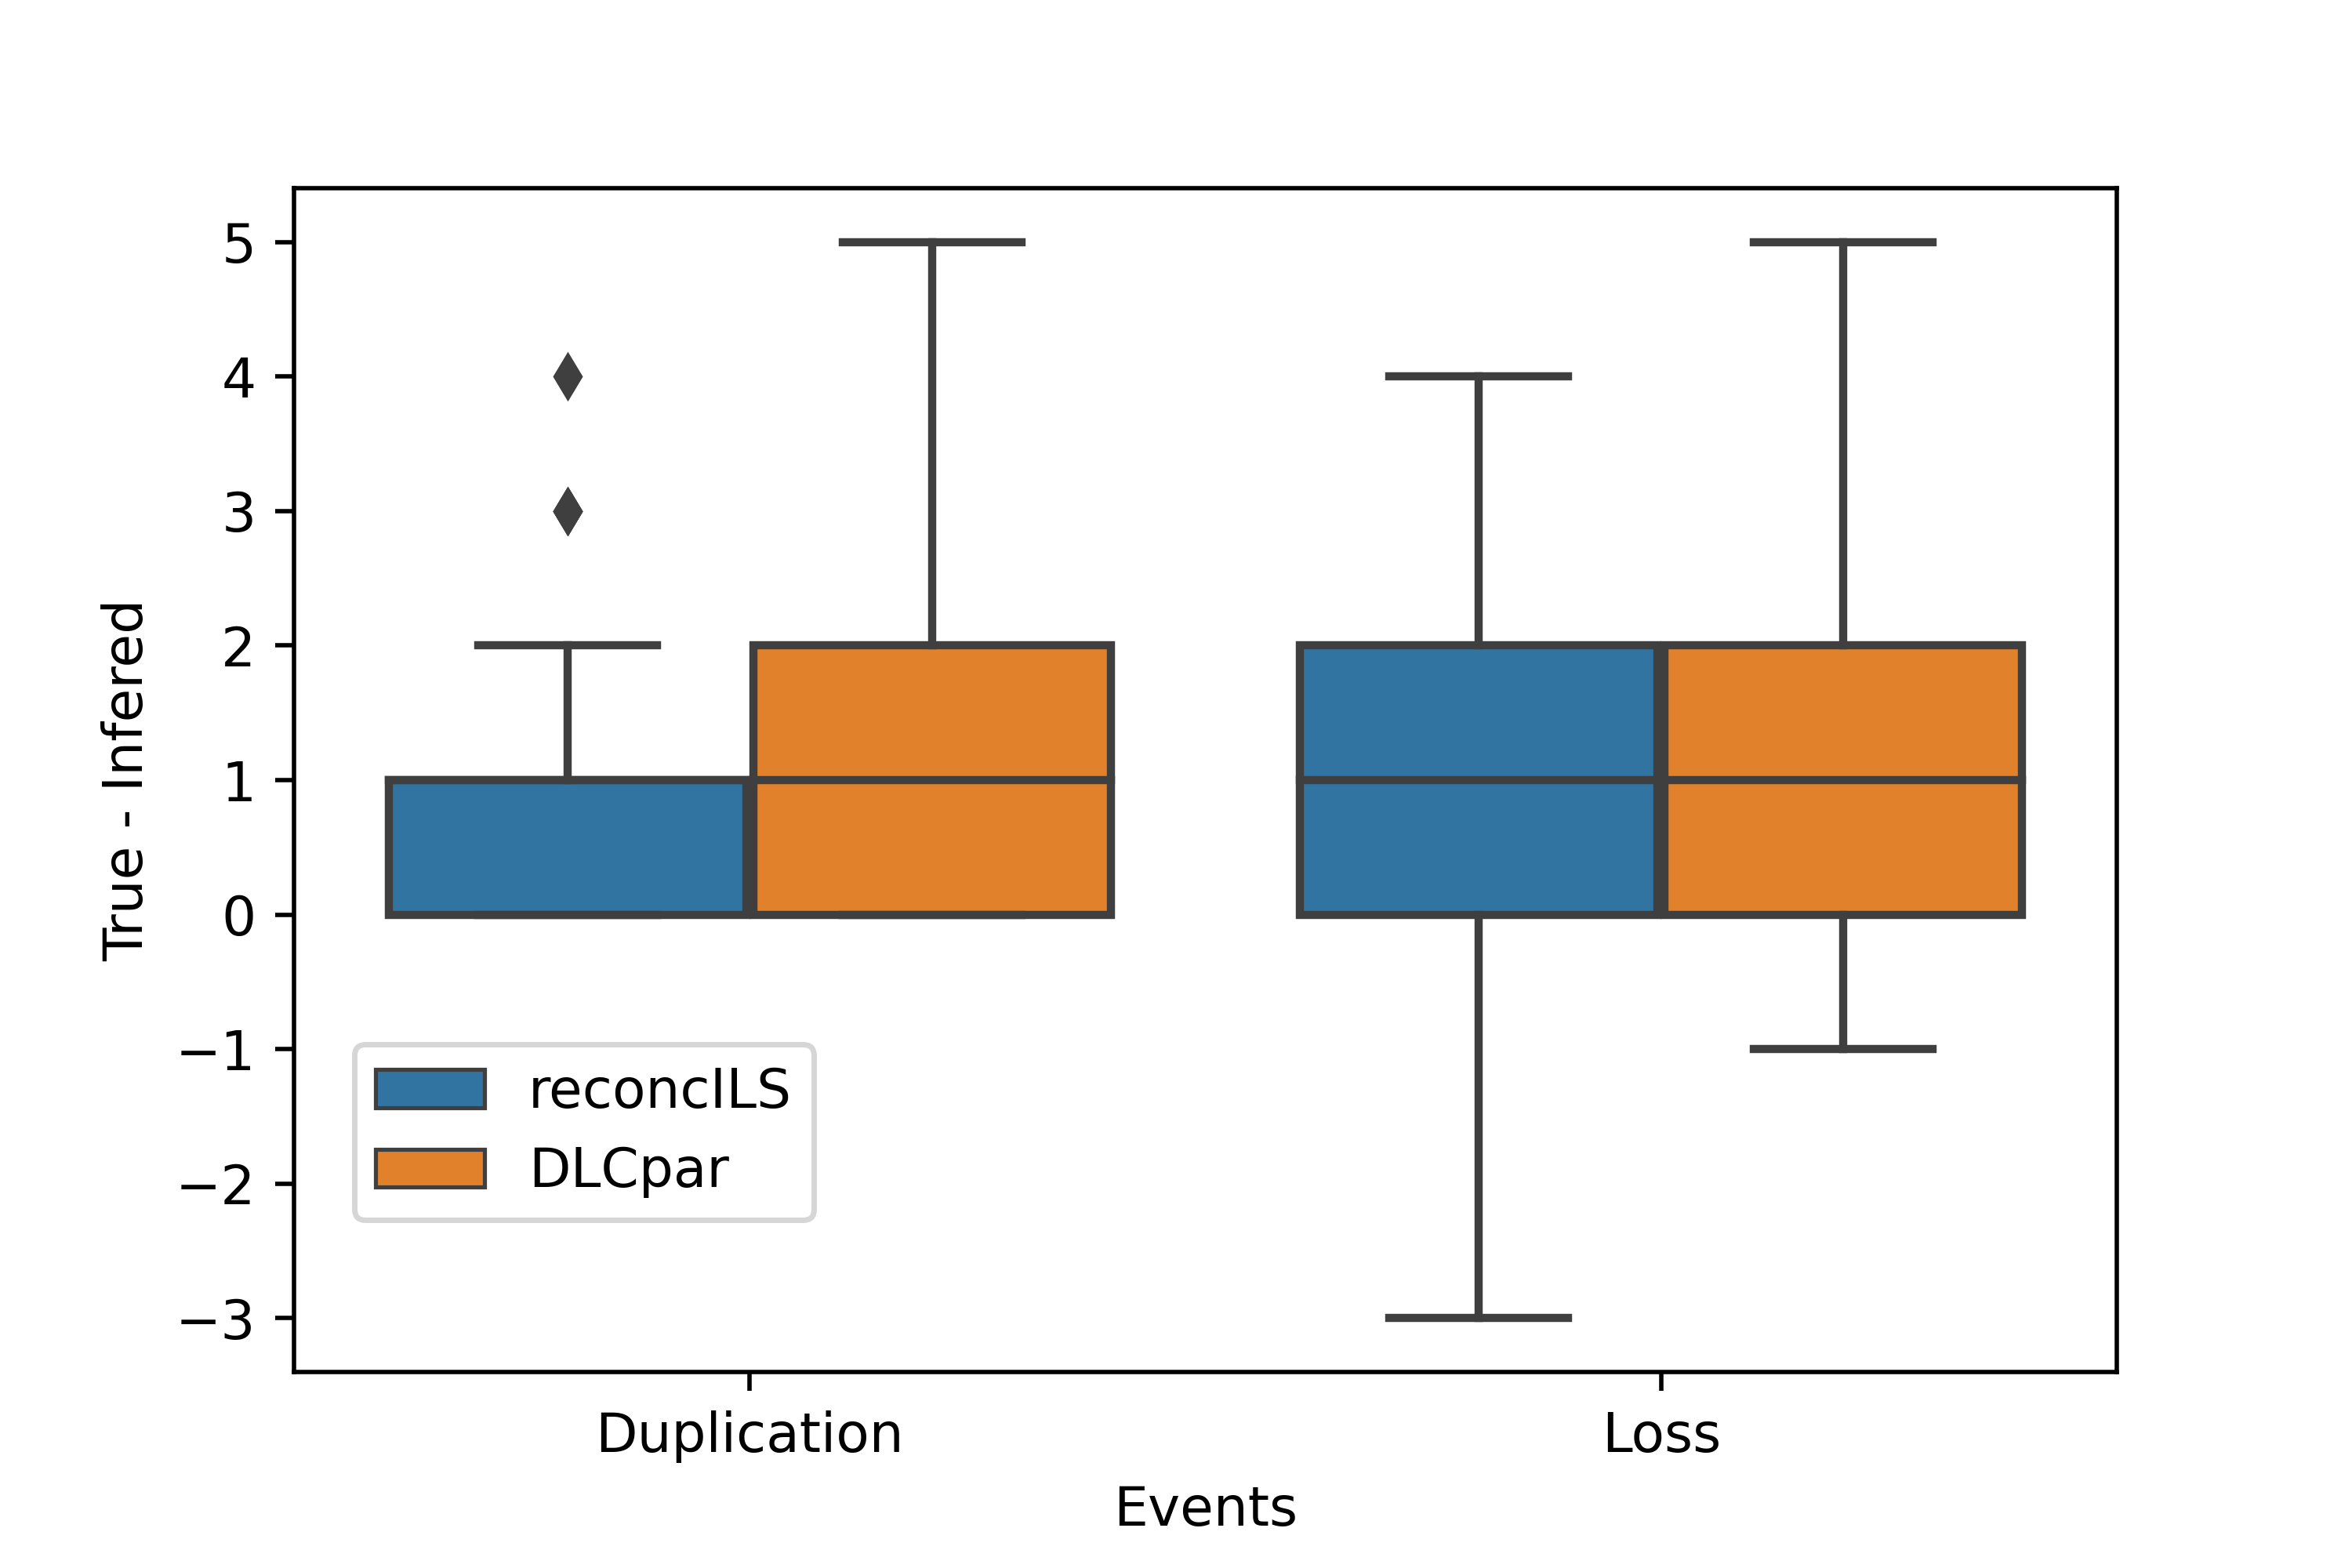 5
4
3
2
1
0
−1
−2
−3
True - Infered
reconcILS
DLCpar
Duplication
Loss
Events